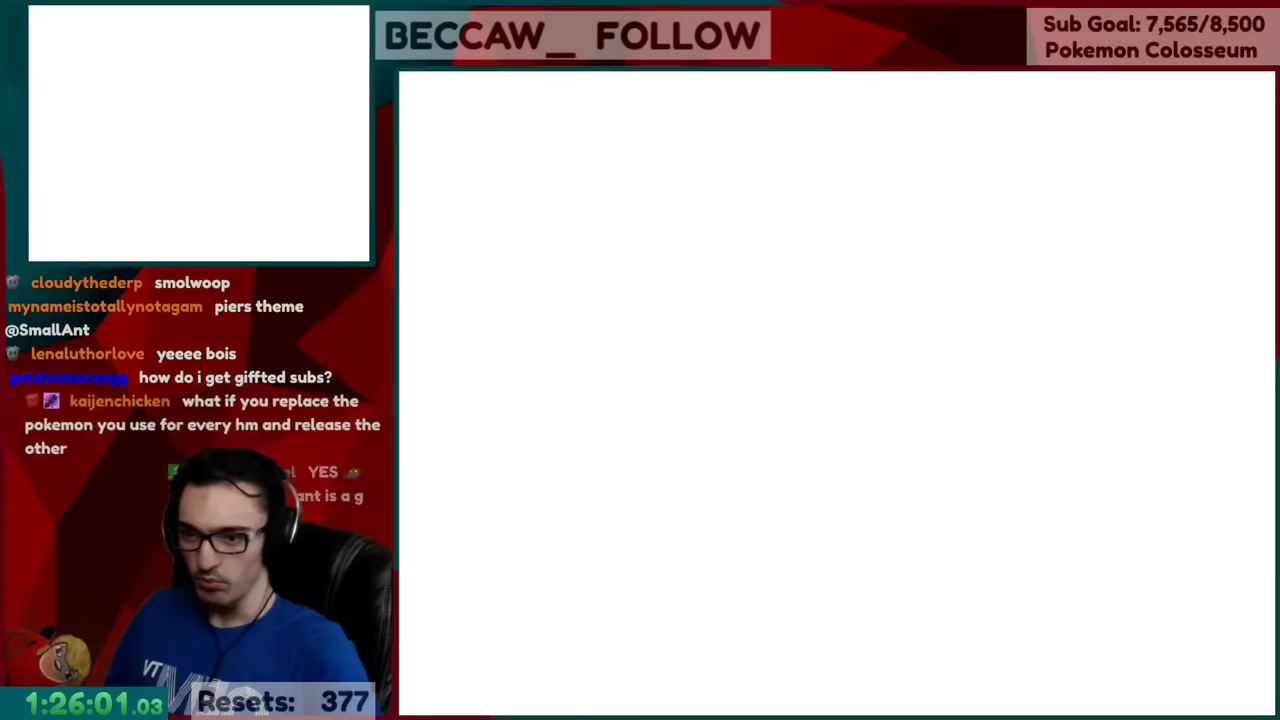 BECCAW_ FOLLOW
Sub Goal: 7,565/8,500
Pokemon Colosseum
cloudythederp smolwoop
mynameistotallynotagam piers theme
@SmallAnt
lenaluthorlove yeeee bois
how do i get giffted subs?
kaijenchicken what if you replace the
pokemon you use for every hm and release the
other
YES
is a g
VT
1:26:01.03
Resets: 377